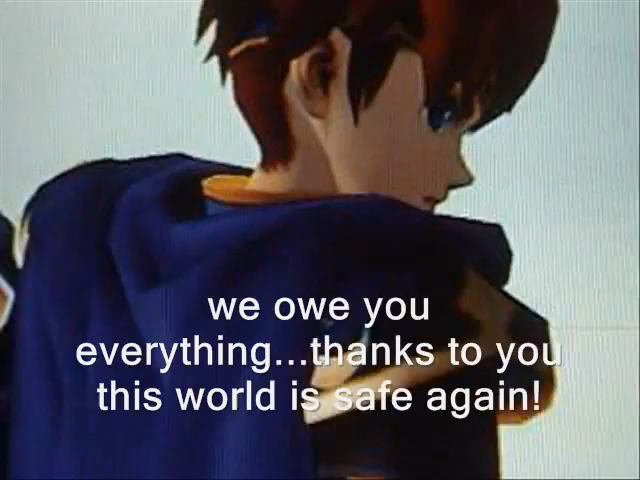 we owe you
everything...thanks to you
this world is safe again!